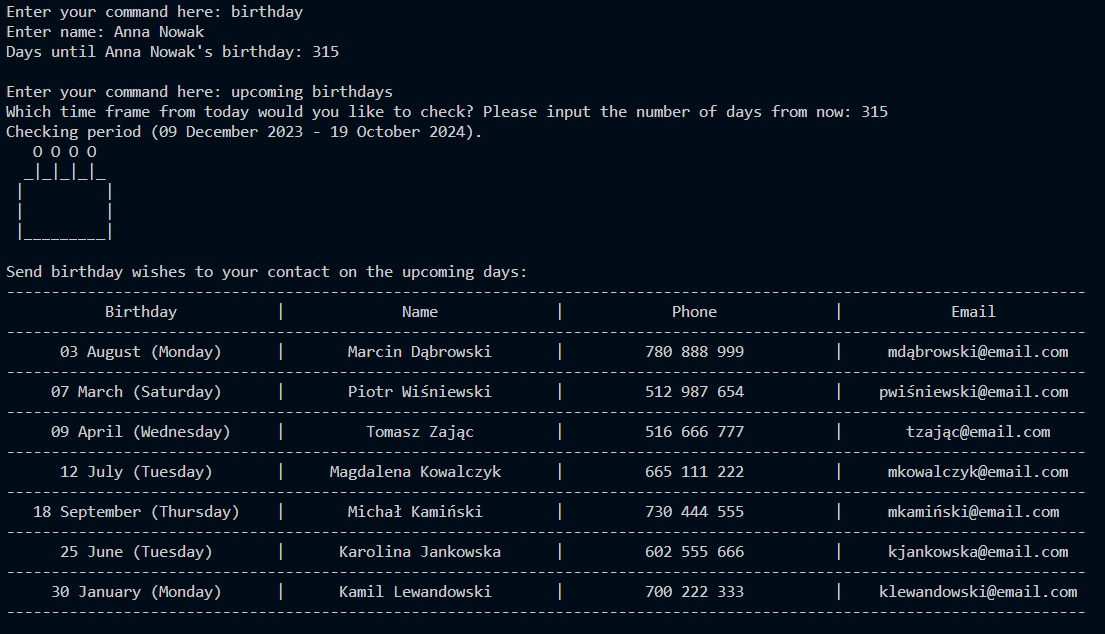 Enter your command here: birthday
Enter name: Anna Nowak
Days until Anna Nowak's birthday: 315

Enter your command here: upcoming birthdays
Which time frame from today would you like to check? Please input the number of days from now: 315
Checking period (09 December 2023 - 19 October 2024).
   O O O O
  _|_|_|_|_
 |         |
 |         |
 |_________|

Send birthday wishes to your contact on the upcoming days:
------------------------------------------------------------------------------------------------------------------------
Birthday | Name | Phone | Email
------------------------------------------------------------------------------------------------------------------------
03 August (Monday) | Marcin Dąbrowski | 780 888 999 | mdąbrowski@email.com
------------------------------------------------------------------------------------------------------------------------
07 March (Saturday) | Piotr Wiśniewski | 512 987 654 | pwiśniewski@email.com
------------------------------------------------------------------------------------------------------------------------
09 April (Wednesday) | Tomasz Zając | 516 666 777 | tzając@email.com
------------------------------------------------------------------------------------------------------------------------
12 July (Tuesday) | Magdalena Kowalczyk | 665 111 222 | mkowalczyk@email.com
------------------------------------------------------------------------------------------------------------------------
18 September (Thursday) | Michał Kamiński | 730 444 555 | mkamiński@email.com
------------------------------------------------------------------------------------------------------------------------
25 June (Tuesday) | Karolina Jankowska | 602 555 666 | kjankowska@email.com
------------------------------------------------------------------------------------------------------------------------
30 January (Monday) | Kamil Lewandowski | 700 222 333 | klewandowski@email.com
------------------------------------------------------------------------------------------------------------------------